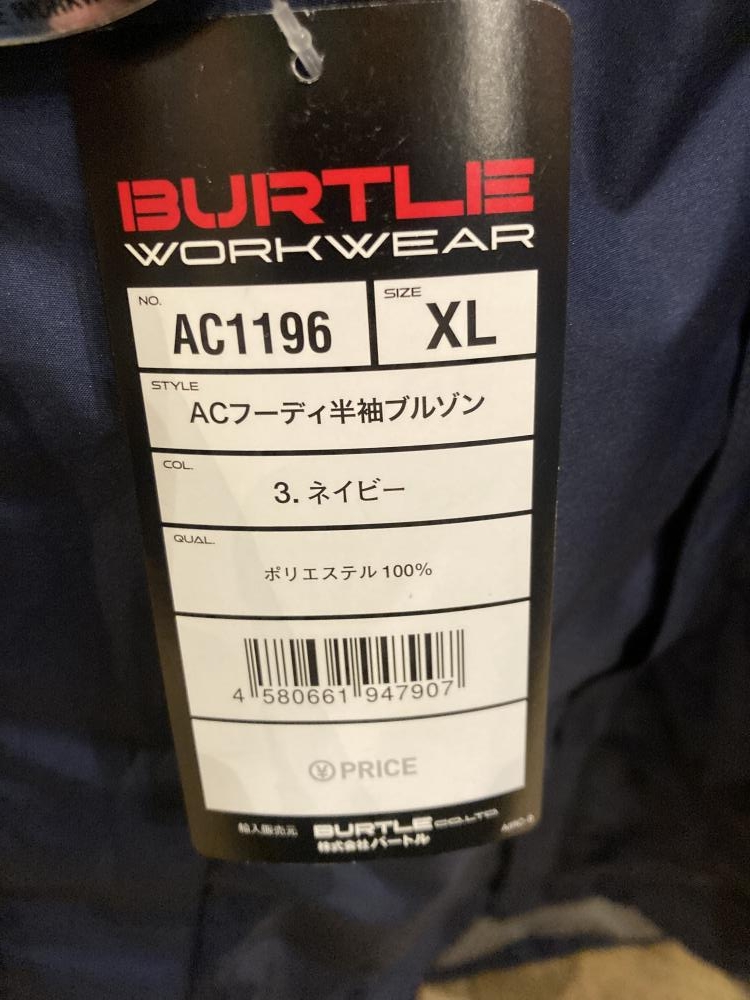 BURTLE
WORKWEAR
NO.
AC1196
SIZE
XL
STYLE
ACフーディ半袖ブルゾン
COL.
3. ネイビー
QUAL.
ポリエステル100%
4 580661 947907
¥ PRICE
輸入販売元 BURTLE CO.,LTD
株式会社バートル